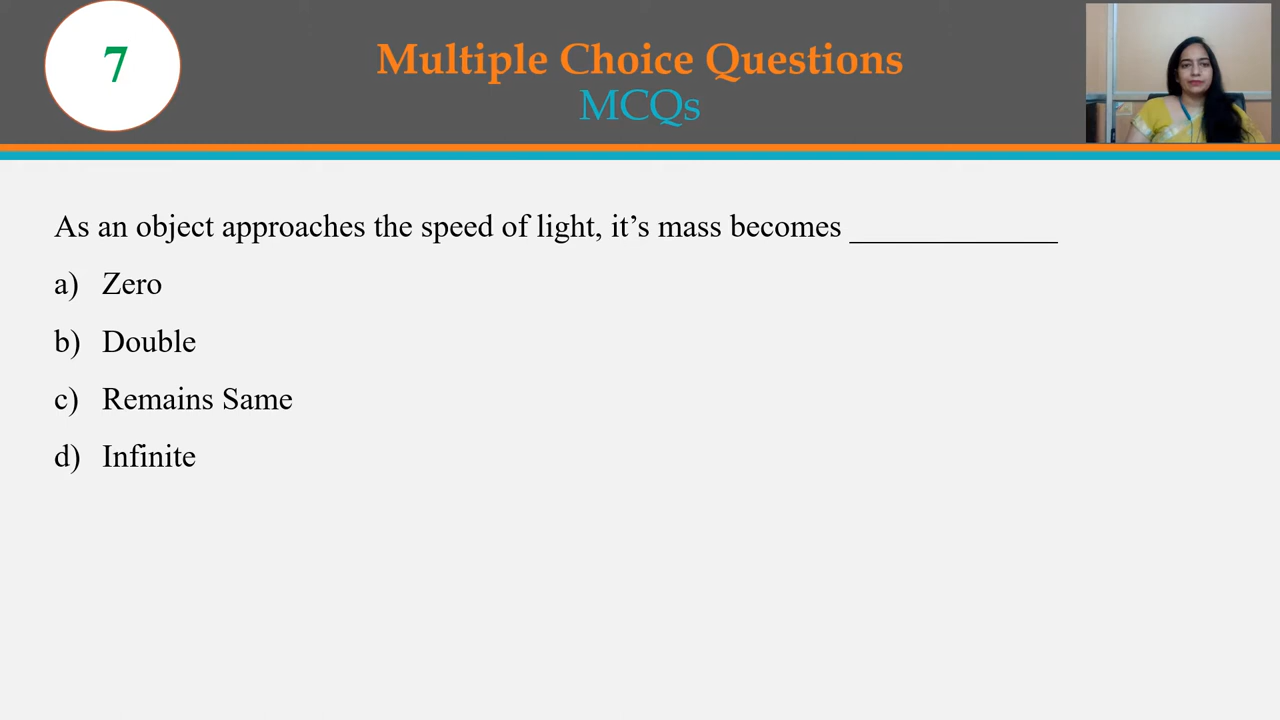 7
Multiple Choice Questions
MCQs
As an object approaches the speed of light, it’s mass becomes _____________
a) Zero
b) Double
c) Remains Same
d) Infinite